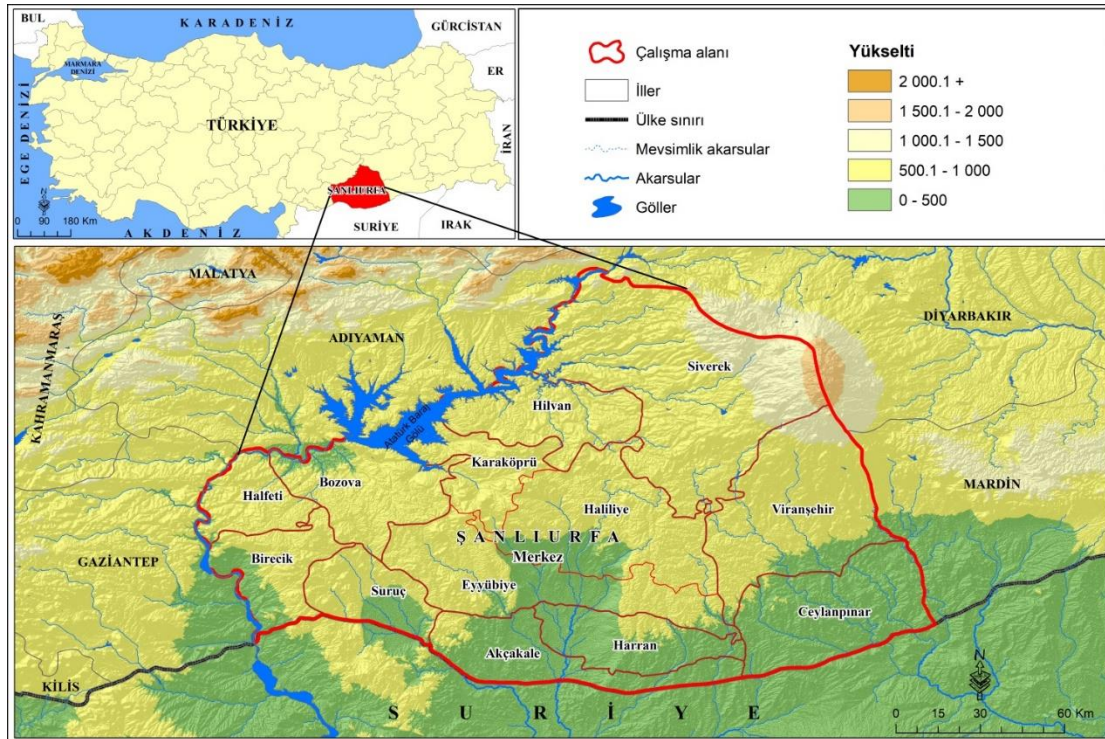 BUL
KARADENİZ
GÜRCİSTAN
MARMARA
DENİZİ
ER
EGE DENİZİ
TÜRKİYE
İRAN
ŞANLIURFA
N
0 90 180 Km
SURİYE
IRAK
AKDENİZ
Çalışma alanı
İller
Ülke sınırı
Mevsimlik akarsular
Akarsular
Göller
Yükselti
2 000.1 +
1 500.1 - 2 000
1 000.1 - 1 500
500.1 - 1 000
0 - 500
MALATYA
DİYARBAKIR
KAHRAMANMARAŞ
ADIYAMAN
Siverek
Hilvan
Atatürk Baraj
Gölü
Karaköprü
MARDİN
Halfeti
Bozova
Haliliye
Viranşehir
ŞANLIURFA
Merkez
GAZİANTEP
Birecik
Suruç
Eyyübiye
Ceylanpınar
Akçakale
Harran
KİLİS
SURİYE
N
0 15 30 60 Km